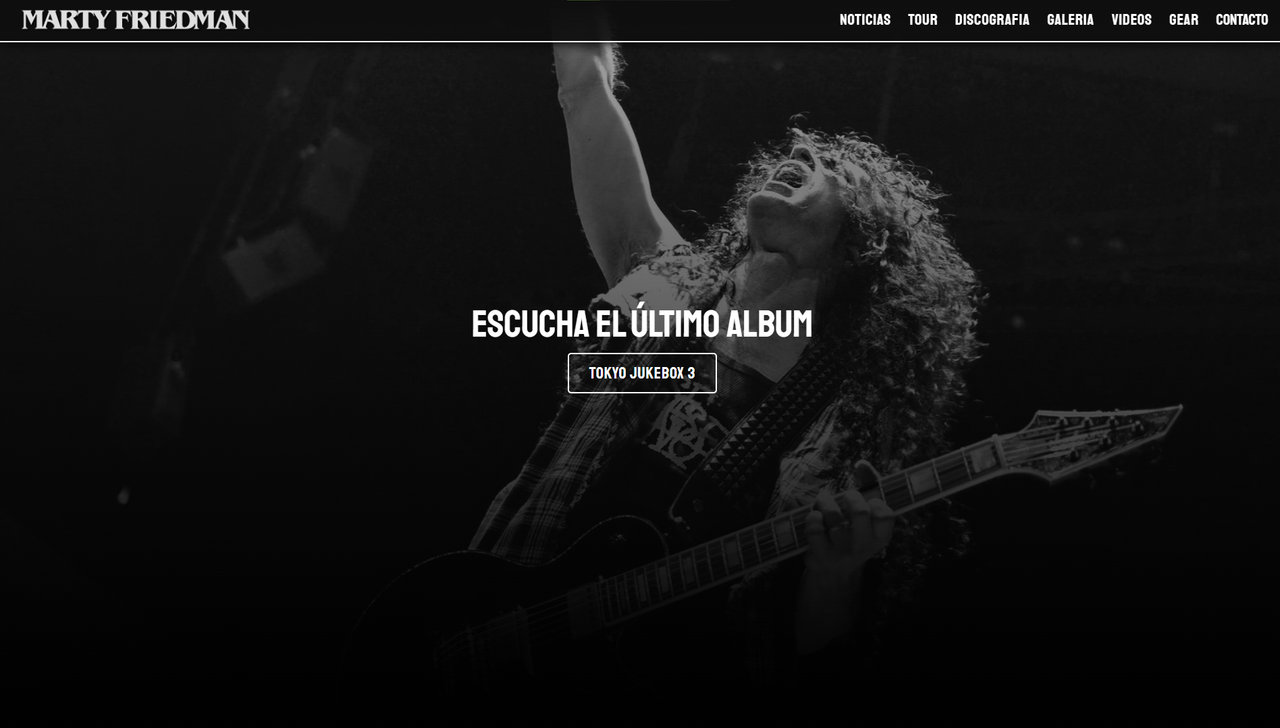 MARTY FRIEDMAN
NOTICIAS TOUR DISCOGRAFIA GALERIA VIDEOS GEAR CONTACTO
ESCUCHA EL ÚLTIMO ALBUM
TOKYO JUKEBOX 3